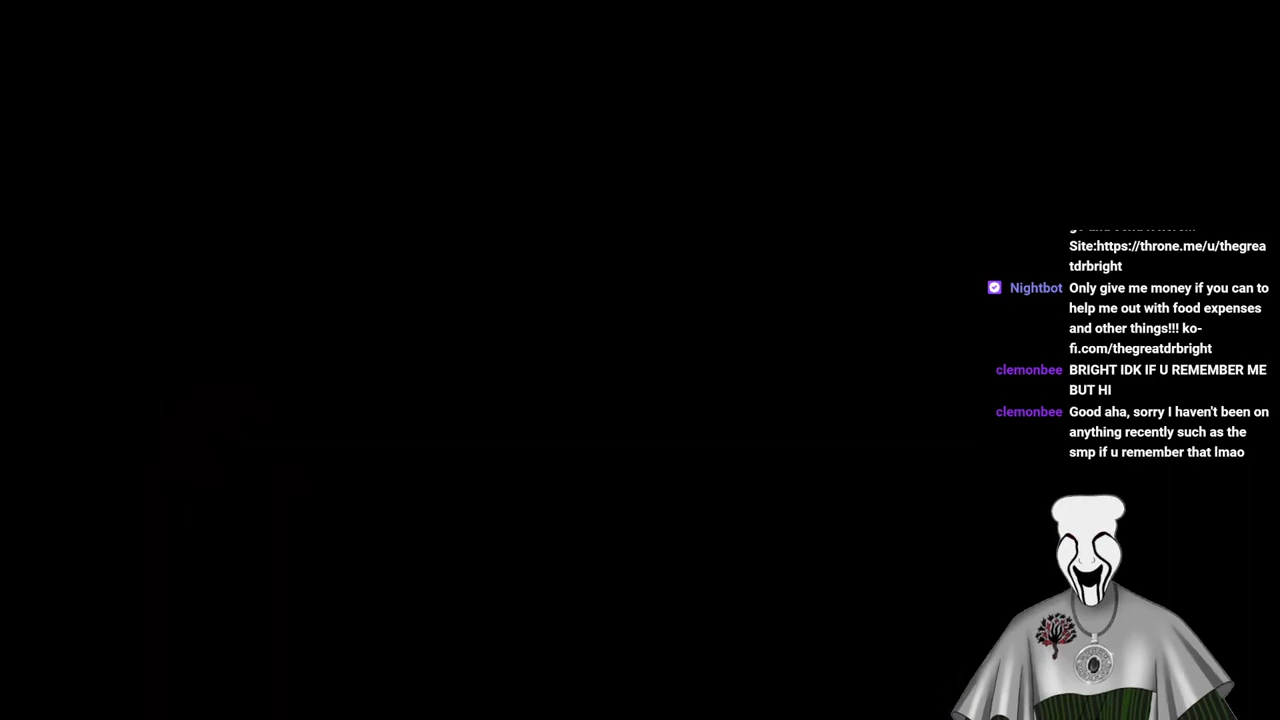 Site:https://throne.me/u/thegrea
tdrbright
Nightbot Only give me money if you can to
help me out with food expenses
and other things!!! ko-
fi.com/thegreatdrbright
clemonbee BRIGHT IDK IF U REMEMBER ME
BUT HI
clemonbee Good aha, sorry I haven't been on
anything recently such as the
smp if u remember that lmao